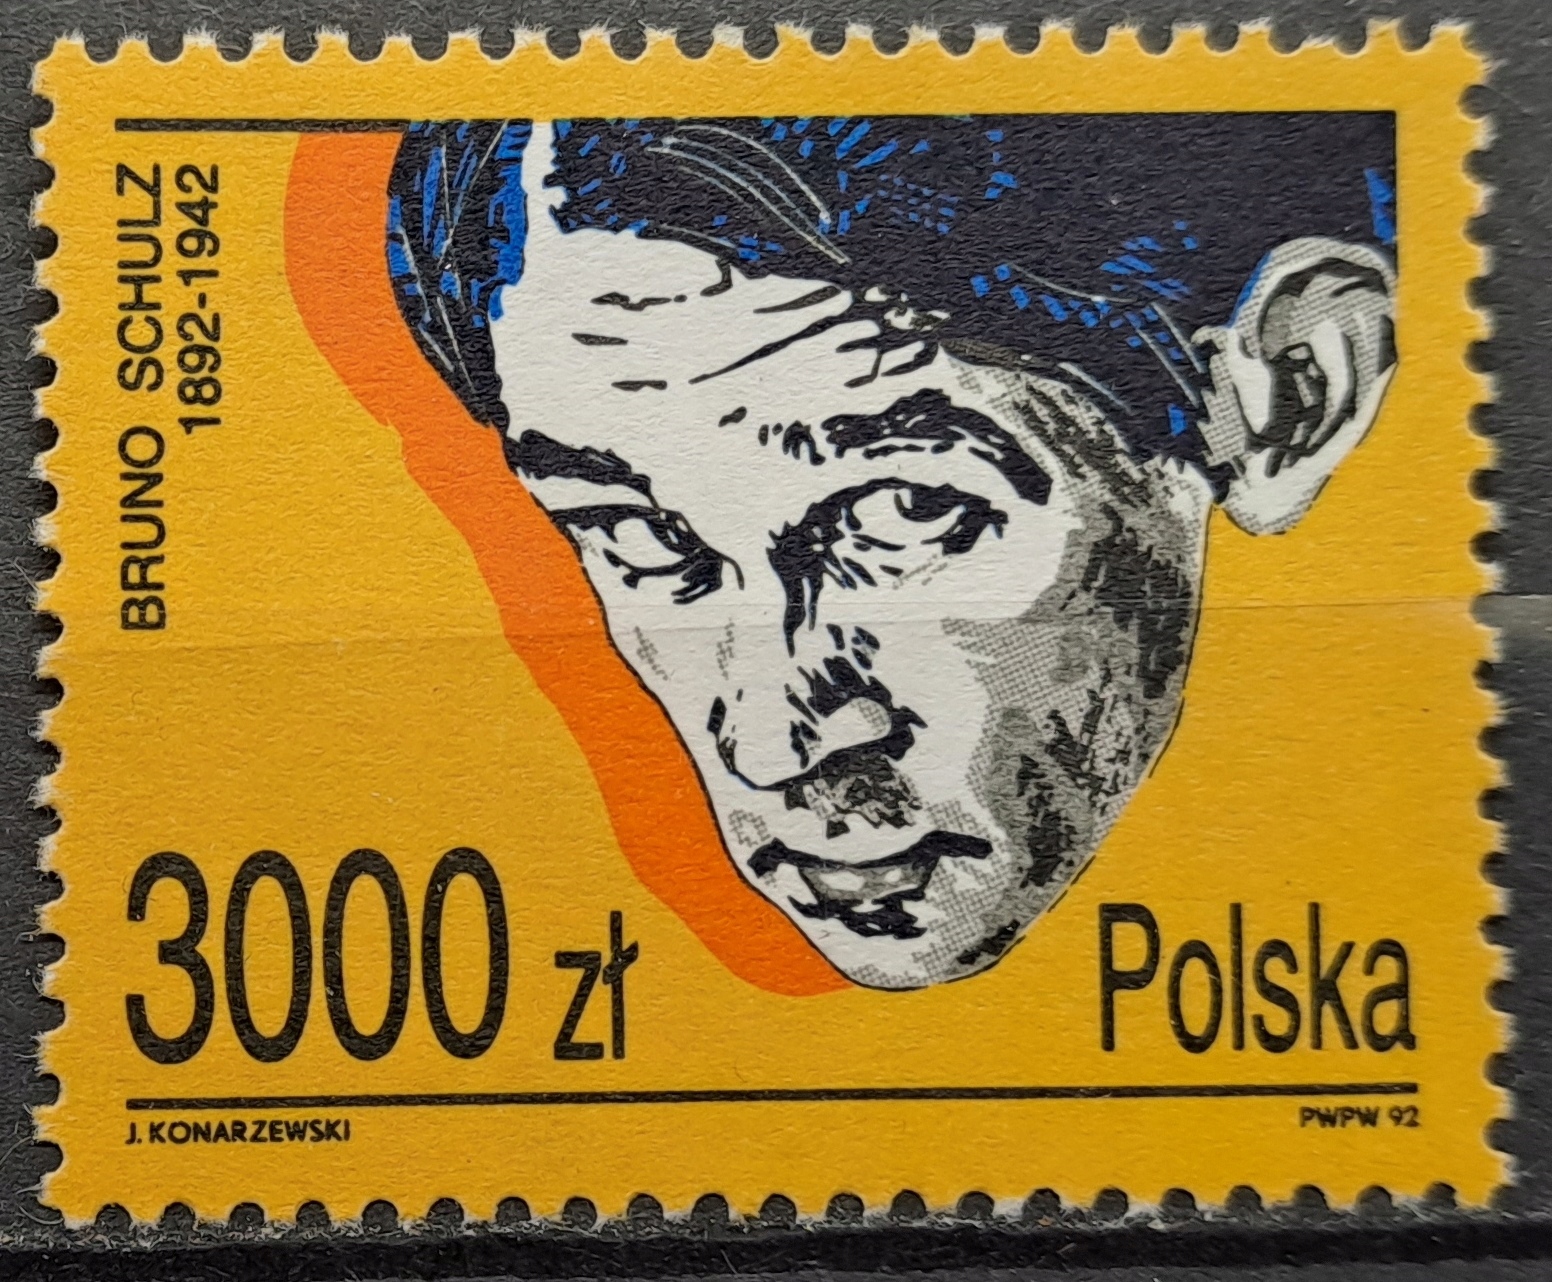 BRUNO SCHULZ
1892-1942
3000 zł
Polska
J. KONARZEWSKI
PWPW 92